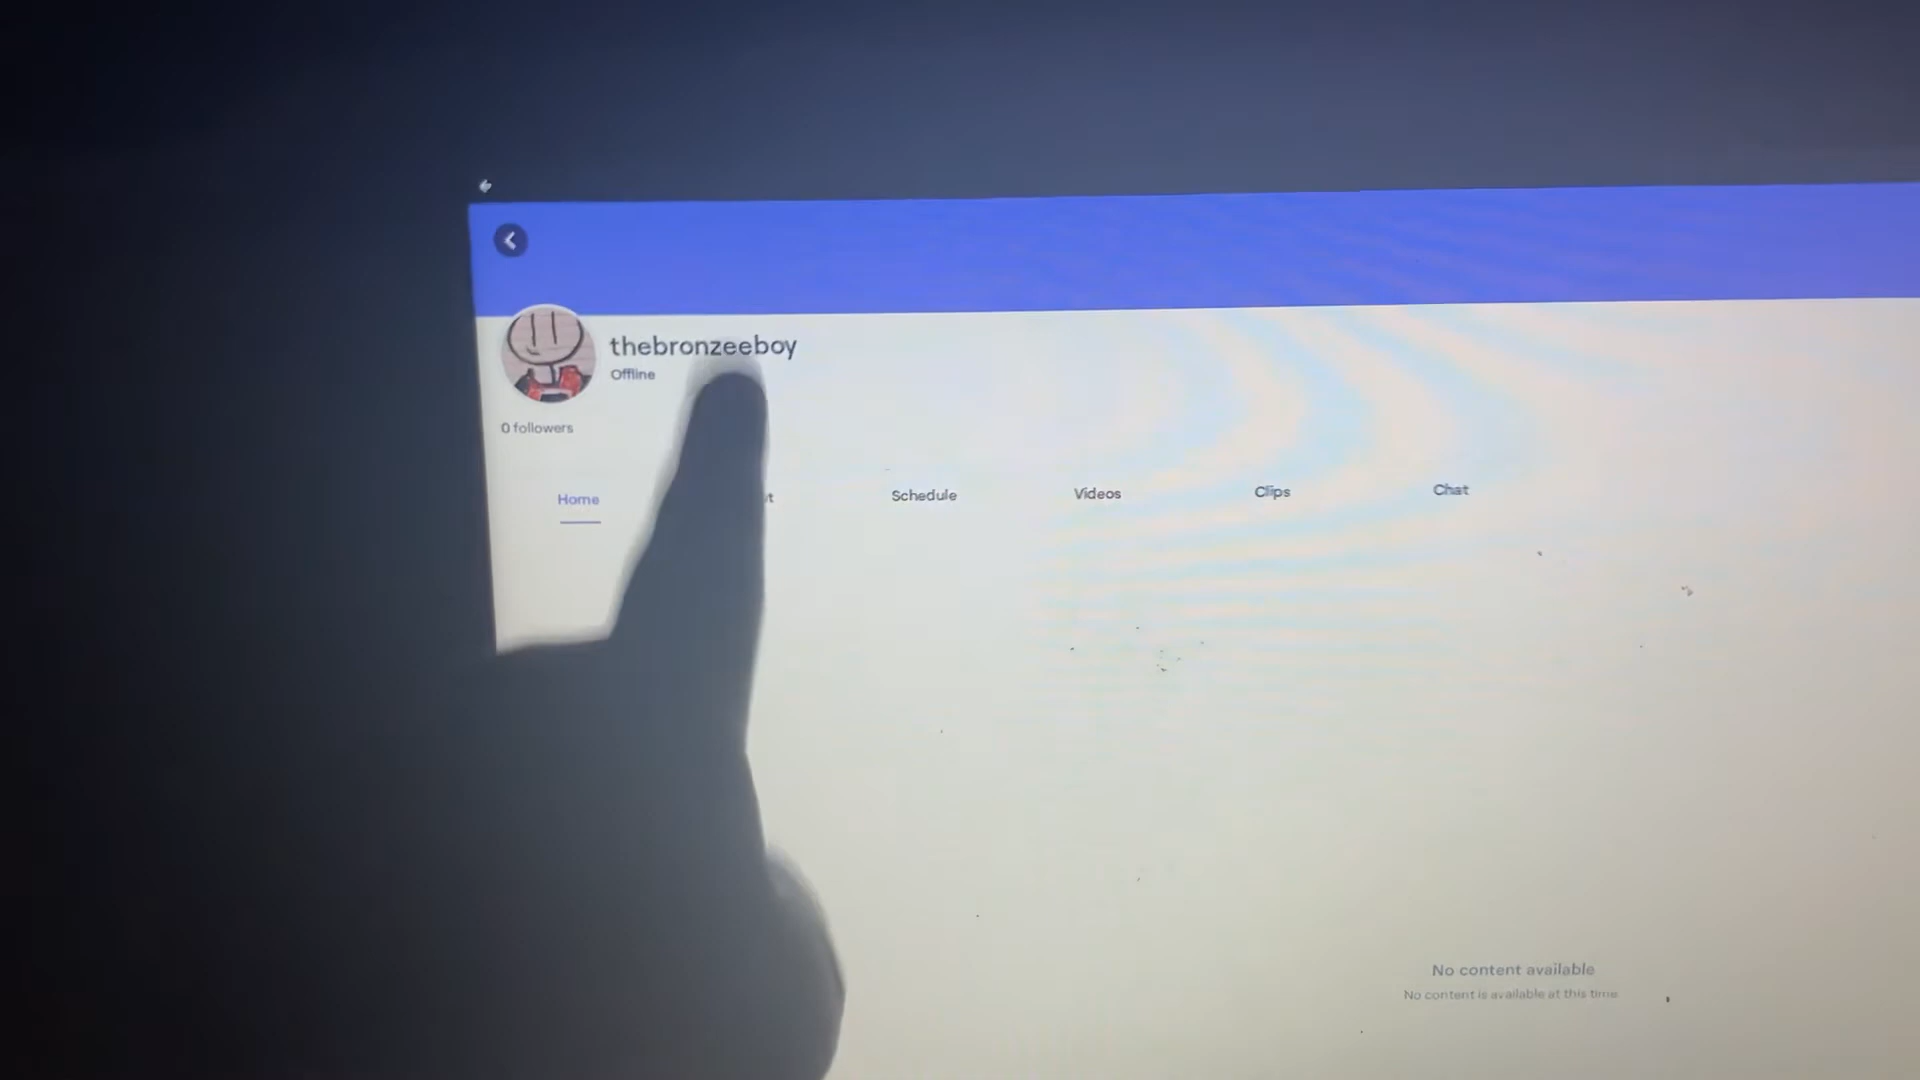 thebronzeeboy
Offline
0 followers
Home
Schedule
Videos
Clips
Chat
No content available
No content is available at this time